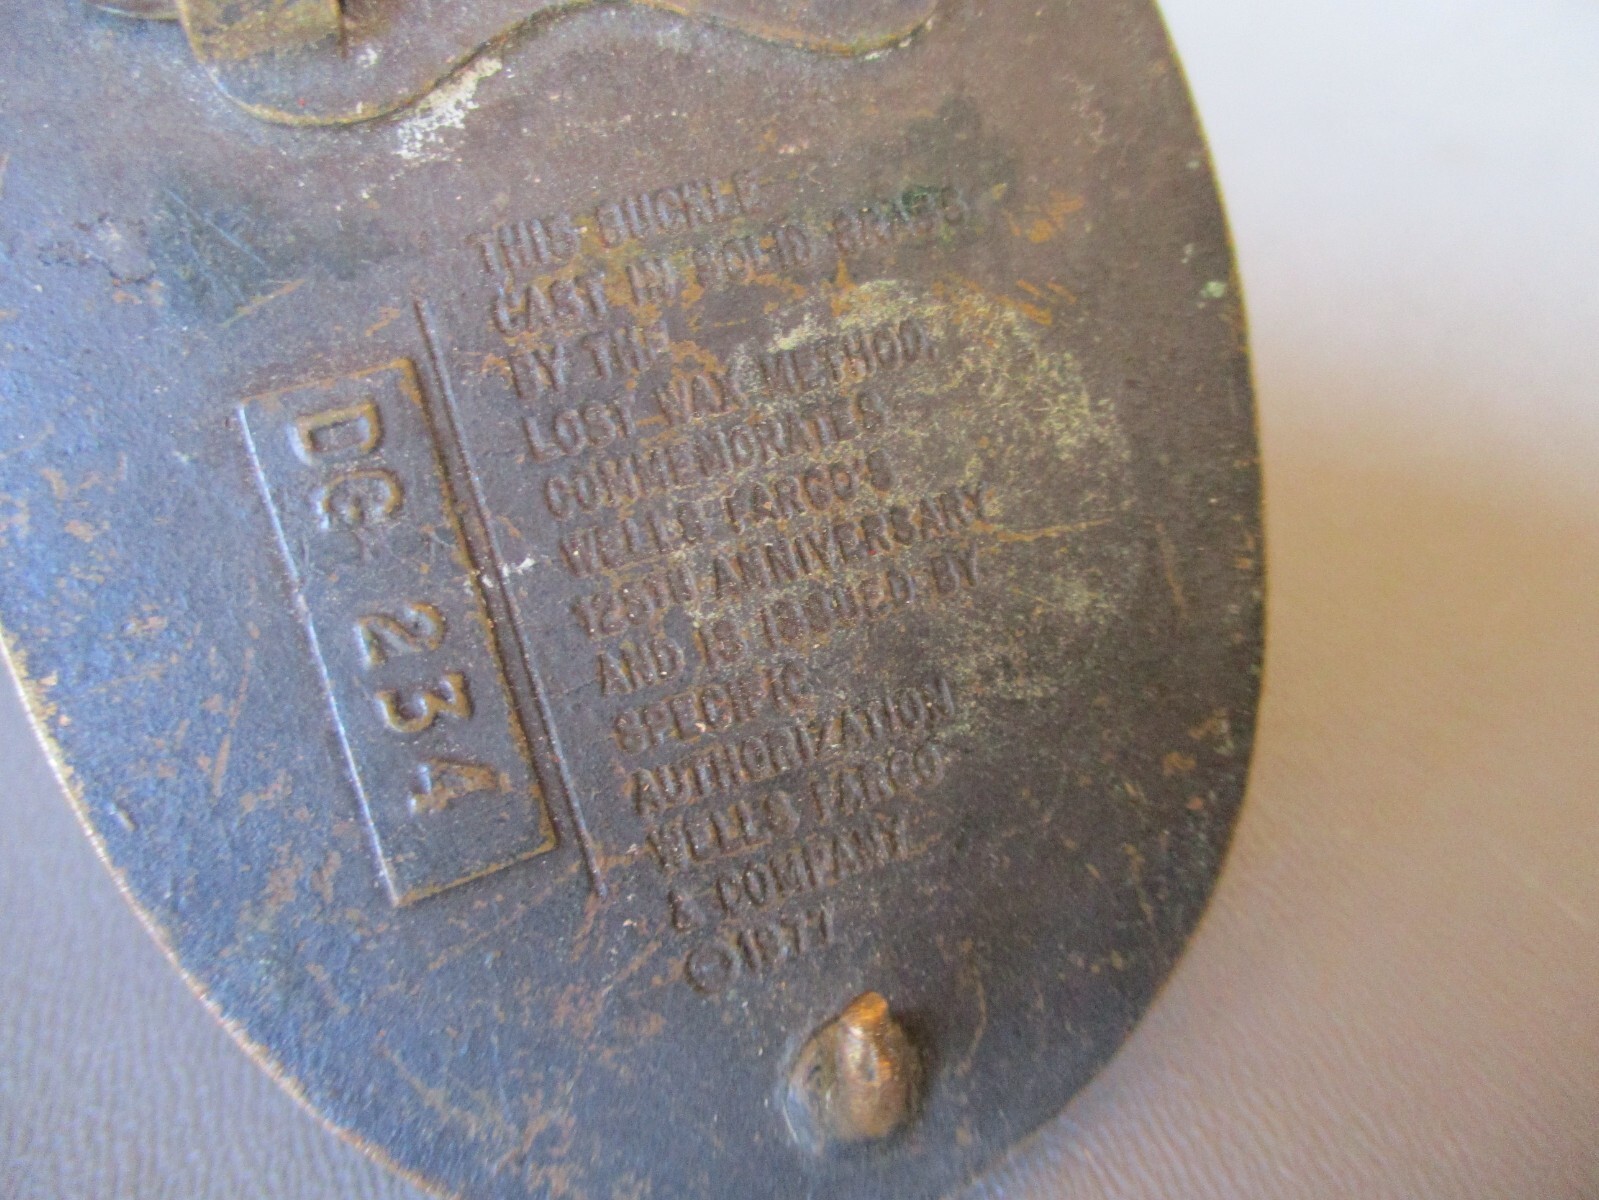 THIS BUCKLE
CAST IN SOLID BRASS
BY THE
LOST WAX METHOD,
COMMEMORATES
WELLS FARGO'S
125TH ANNIVERSARY
AND IS ISSUED BY
SPECIFIC
AUTHORIZATION
WELLS FARGO
& COMPANY
©1977
DG 234